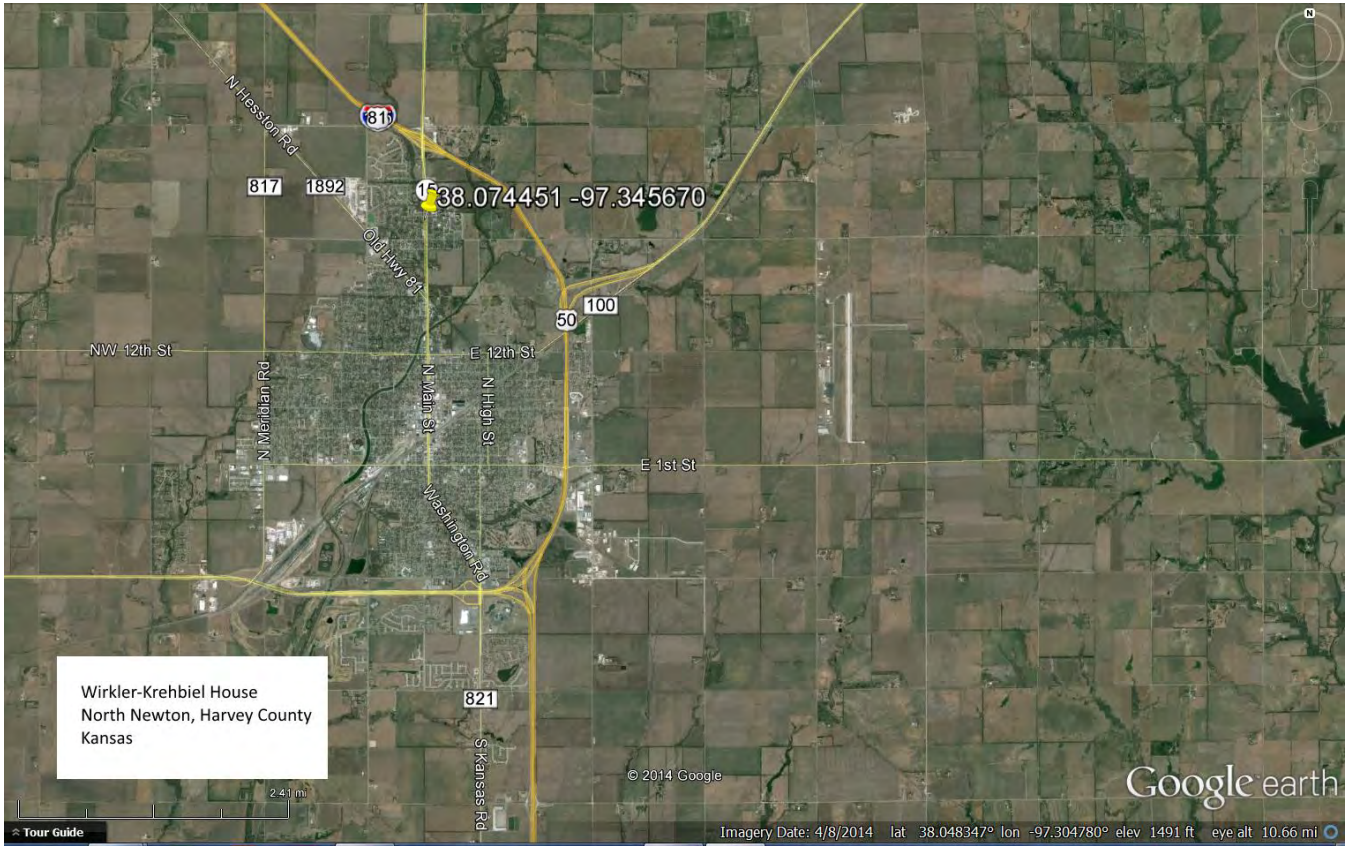 N
N Hesston Rd
81
817
1892
15
38.074451 -97.345670
Old Hwy 81
100
50
NW 12th St
E 12th St
N Meridian Rd
N Main St
N High St
E 1st St
Washington Rd
Wirkler-Krehbiel House
North Newton, Harvey County
Kansas
821
S Kansas Rd
© 2014 Google
Google earth
2.41 mi
Tour Guide
Imagery Date: 4/8/2014 lat 38.048347° lon -97.304780° elev 1491 ft eye alt 10.66 mi